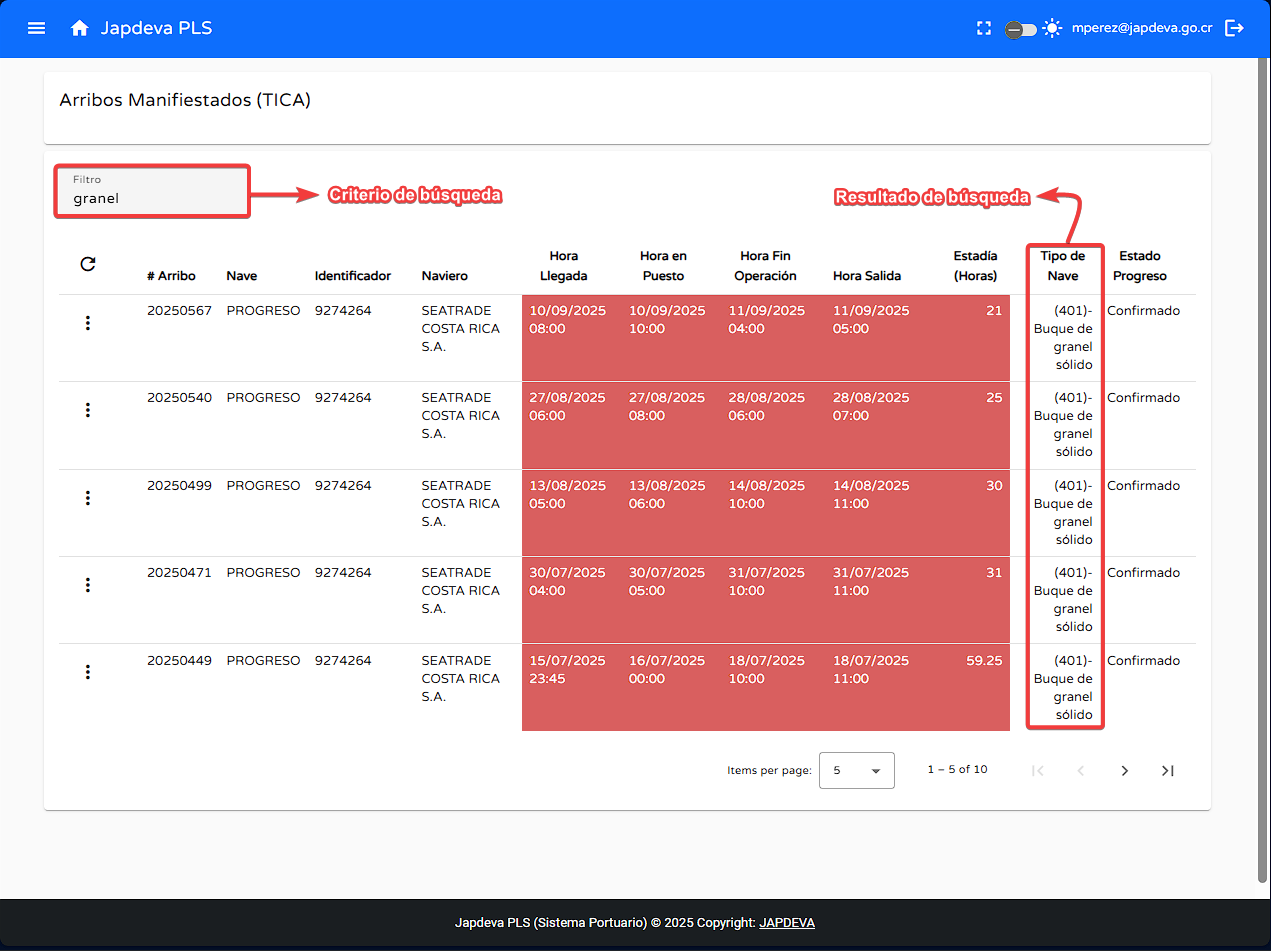 Japdeva PLS
mperez@japdeva.go.cr
Arribos Manifiestados (TICA)
Filtro
granel
Criterio de búsqueda
Resultado de búsqueda
# Arribo Nave Identificador Naviero Hora Llegada Hora en Puesto Hora Fin Operación Hora Salida Estadía (Horas) Tipo de Nave Estado Progreso
20250567 PROGRESO 9274264 SEATRADE 10/09/2025 10/09/2025 11/09/2025 11/09/2025 21 (401)- Confirmado
COSTA RICA 08:00 10:00 04:00 05:00 Buque de
S.A. granel
sólido
20250540 PROGRESO 9274264 SEATRADE 27/08/2025 27/08/2025 28/08/2025 28/08/2025 25 (401)- Confirmado
COSTA RICA 06:00 08:00 06:00 07:00 Buque de
S.A. granel
sólido
20250499 PROGRESO 9274264 SEATRADE 13/08/2025 13/08/2025 14/08/2025 14/08/2025 30 (401)- Confirmado
COSTA RICA 05:00 06:00 10:00 11:00 Buque de
S.A. granel
sólido
20250471 PROGRESO 9274264 SEATRADE 30/07/2025 30/07/2025 31/07/2025 31/07/2025 31 (401)- Confirmado
COSTA RICA 04:00 05:00 10:00 11:00 Buque de
S.A. granel
sólido
20250449 PROGRESO 9274264 SEATRADE 15/07/2025 16/07/2025 18/07/2025 18/07/2025 59.25 (401)- Confirmado
COSTA RICA 23:45 00:00 10:00 11:00 Buque de
S.A. granel
sólido
Items per page: 5 1 – 5 of 10
Japdeva PLS (Sistema Portuario) © 2025 Copyright: JAPDEVA